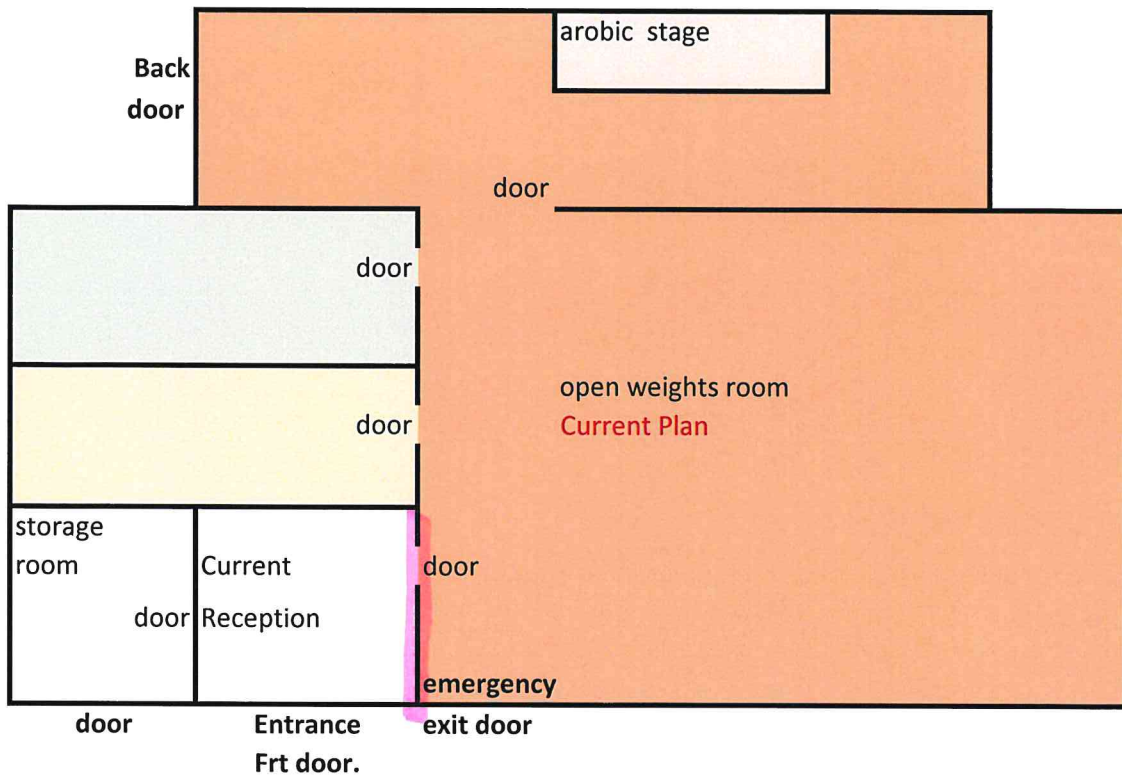 arobic stage
Back
door
door
door
open weights room
Current Plan
door
storage
room
Current
door
door
Reception
emergency
door
Entrance
exit door
Frt door.